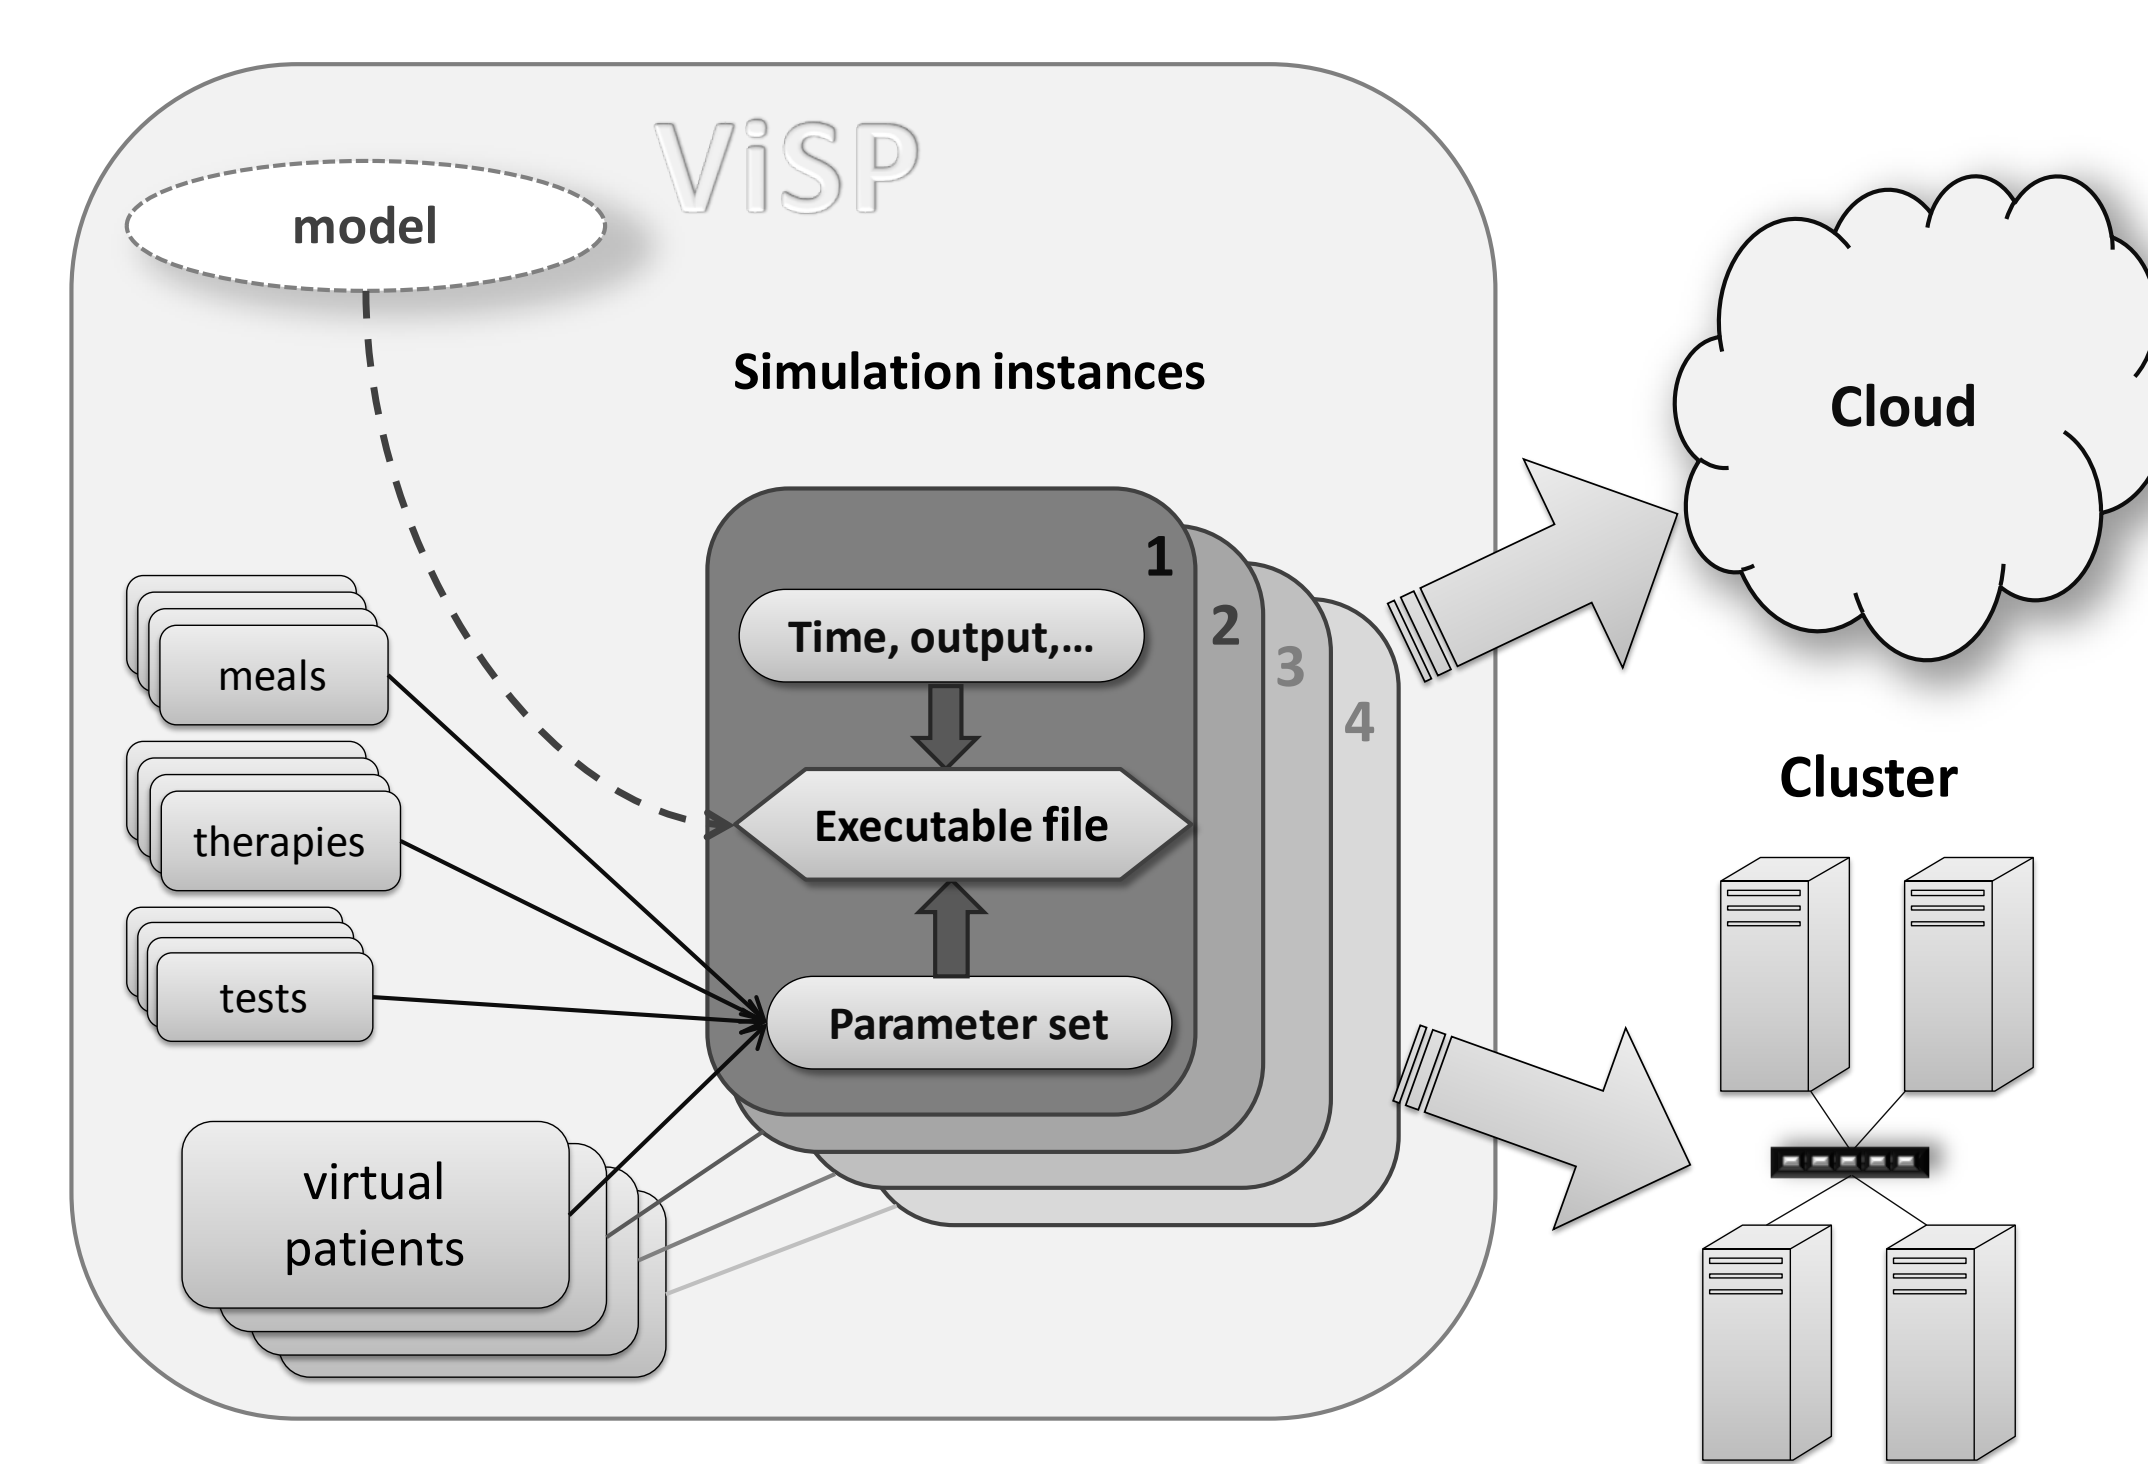 ViSP
model
Simulation instances
Cloud
1
2
3
4
Time, output,...
meals
Executable file
Cluster
therapies
tests
Parameter set
virtual
patients